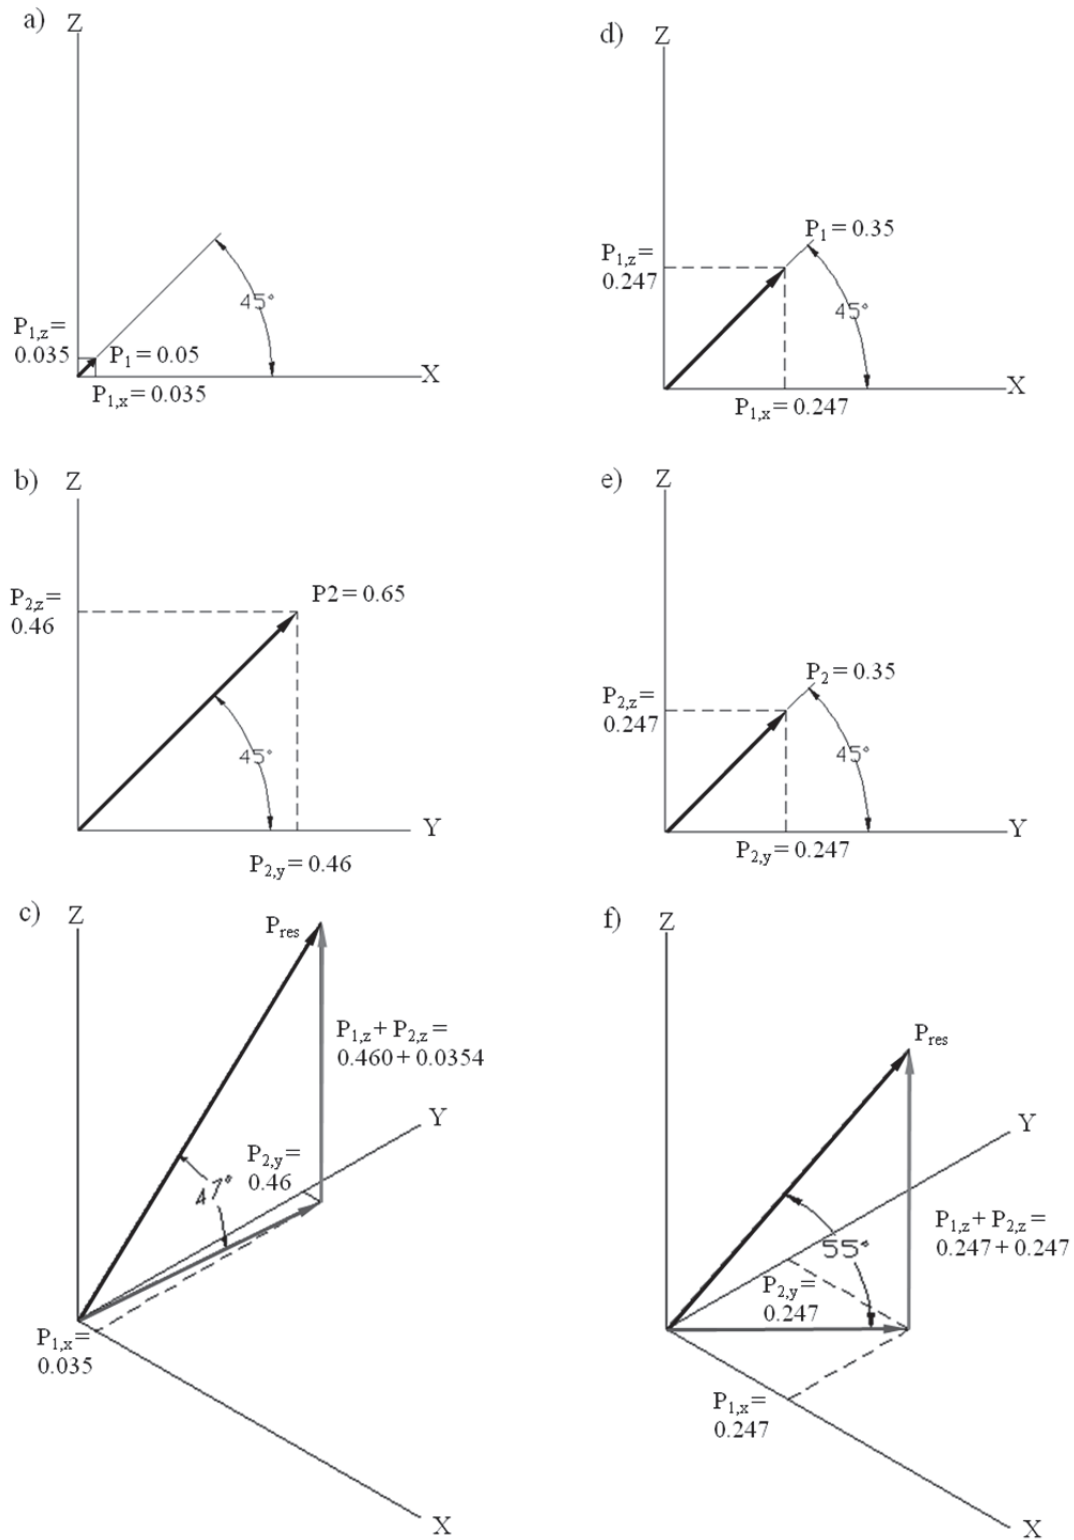 a)
Z
P1,z=
0.035
P1 = 0.05
45°
X
P1,x= 0.035
d)
Z
P1 = 0.35
P1,z=
0.247
45°
X
P1,x= 0.247
b)
Z
P2,z=
0.46
P2 = 0.65
45°
Y
P2,y = 0.46
e)
Z
P2 = 0.35
P2,z=
0.247
45°
Y
P2,y = 0.247
c)
Z
Pres
P1,z + P2,z =
0.460 + 0.0354
Y
P2,y =
0.46
47°
P1,x=
0.035
X
f)
Z
Pres
Y
P1,z + P2,z =
0.247 + 0.247
55°
P2,y =
0.247
P1,x=
0.247
X